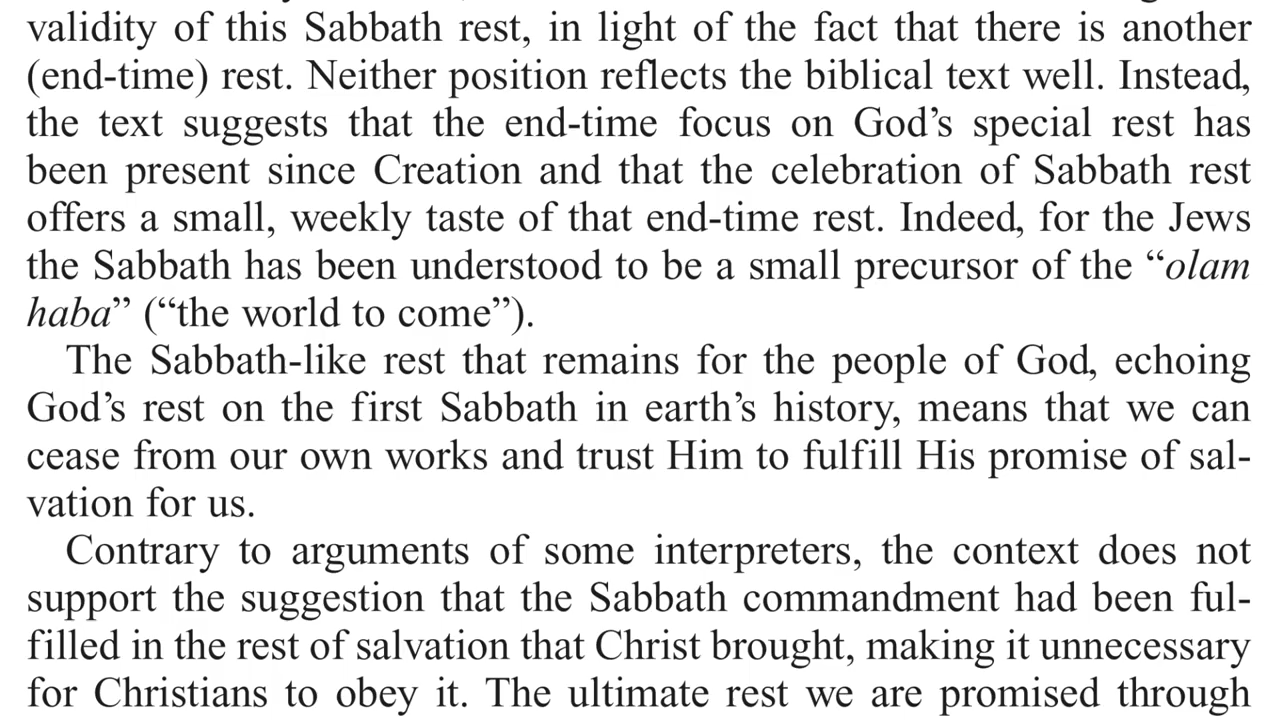 validity of this Sabbath rest, in light of the fact that there is another
(end-time) rest. Neither position reflects the biblical text well. Instead,
the text suggests that the end-time focus on God’s special rest has
been present since Creation and that the celebration of Sabbath rest
offers a small, weekly taste of that end-time rest. Indeed, for the Jews
the Sabbath has been understood to be a small precursor of the “olam
haba” (“the world to come”).
The Sabbath-like rest that remains for the people of God, echoing
God’s rest on the first Sabbath in earth’s history, means that we can
cease from our own works and trust Him to fulfill His promise of sal-
vation for us.
Contrary to arguments of some interpreters, the context does not
support the suggestion that the Sabbath commandment had been ful-
filled in the rest of salvation that Christ brought, making it unnecessary
for Christians to obey it. The ultimate rest we are promised through